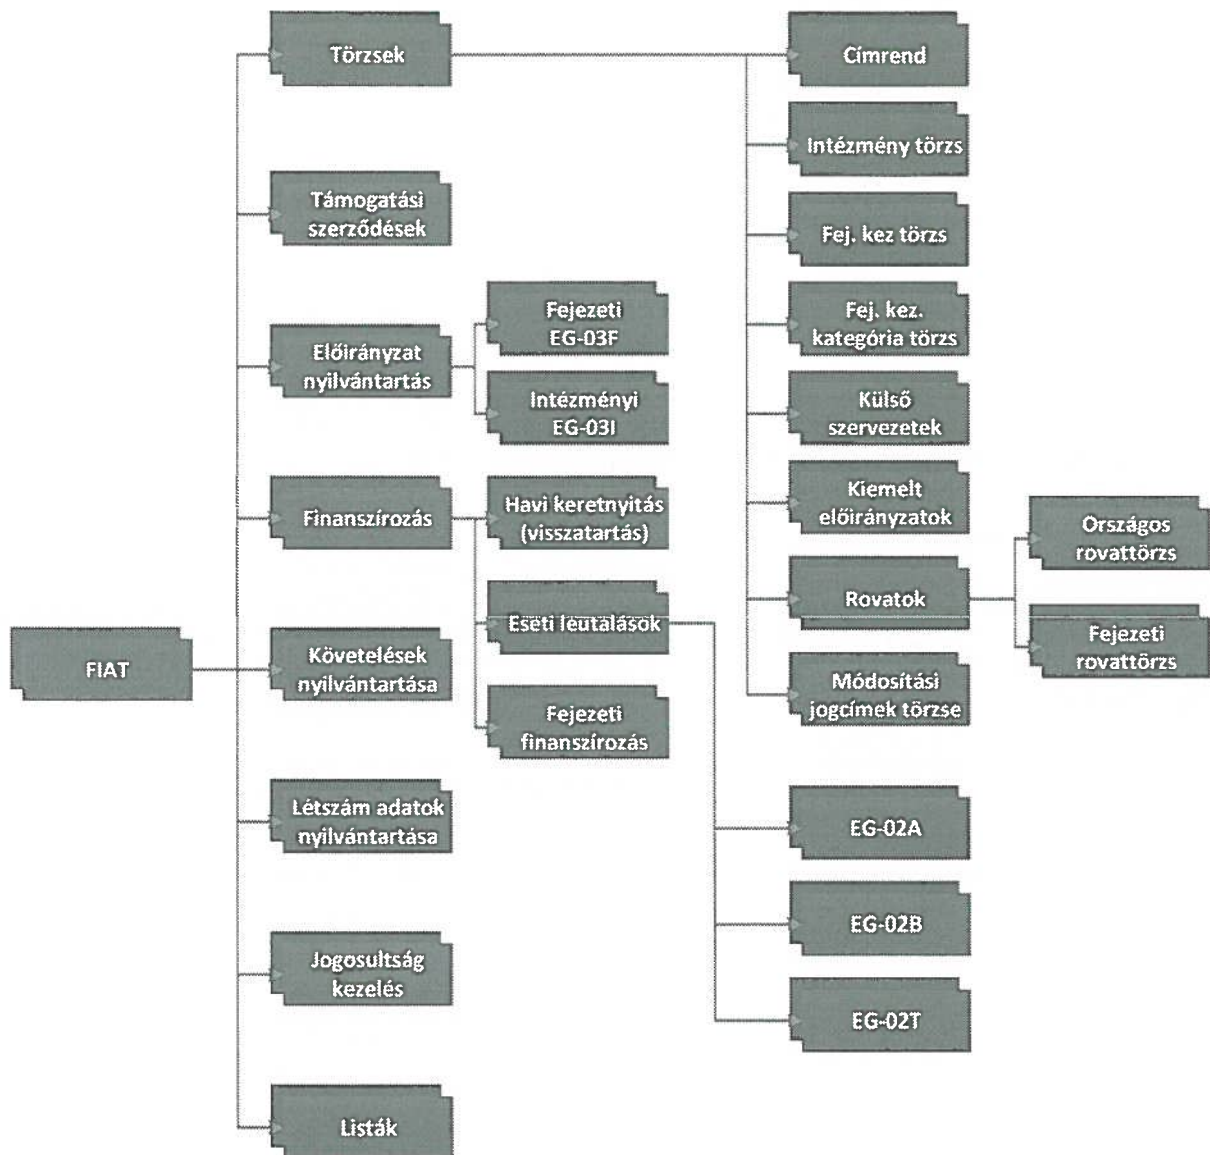 FIAT
Törzsek
Támogatási
szerződések
Előirányzat
nyilvántartás
Finanszírozás
Követelések
nyilvántartása
Létszám adatok
nyilvántartása
Jogosultság
kezelés
Listák
Fejezeti
EG-03F
Intézményi
EG-03I
Havi keretnyitás
(visszatartás)
Eseti leutalások
Fejezeti
finanszírozás
Címrend
Intézmény törzs
Fej. kez törzs
Fej. kez.
kategória törzs
Külső
szervezetek
Kiemelt
előirányzatok
Rovatok
Módosítási
jogcímek törzse
EG-02A
EG-02B
EG-02T
Országos
rovattörzs
Fejezeti
rovattörzs